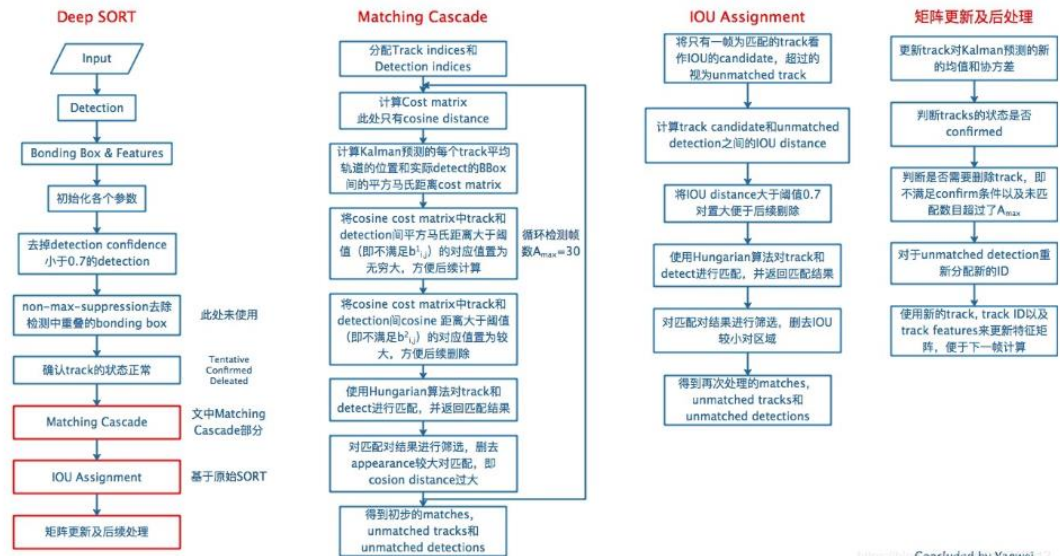 Deep SORT
Input
Detection
Bonding Box & Features
初始化各个参数
去掉detection confidence
小于0.7的detection
non-max-suppression去除
检测中重叠的bonding box
此处未使用
确认track的状态正常
Tentative
Confirmed
Deleated
Matching Cascade
文中Matching
Cascade部分
IOU Assignment
基于原始SORT
矩阵更新及后续处理
Matching Cascade
分配Track indices和
Detection indices
计算Cost matrix
此处只有cosine distance
计算Kalman预测的每个track平均
轨道的位置和实际detect的BBox
间的平方马氏距离cost matrix
将cosine cost matrix中track和
detection间平方马氏距离大于阈
值（即不满足b¹i,j）的对应值置为
无穷大，方便后续计算
循环检测帧
数Amax=30
将cosine cost matrix中track和
detection间cosine 距离大于阈值
（即不满足b²i,j）的对应值置为较
大，方便后续删除
使用Hungarian算法对track和
detect进行匹配，并返回匹配结果
对匹配对结果进行筛选，删去
appearance较大对匹配，即
cosion distance过大
得到初步的matches,
unmatched tracks和
unmatched detections
IOU Assignment
将只有一帧为匹配的track看
作IOU的candidate，超过的
视为unmatched track
计算track candidate和unmatched
detection之间的IOU distance
将IOU distance大于阈值0.7
对置大便于后续剔除
使用Hungarian算法对track和
detect进行匹配，并返回匹配结果
对匹配对结果进行筛选，删去IOU
较小对区域
得到再次处理的matches,
unmatched tracks和
unmatched detections
矩阵更新及后处理
更新track对Kalman预测的新
的均值和协方差
判断tracks的状态是否
confirmed
判断是否需要删除track，即
不满足confirm条件以及未匹
配数目超过了Amax
对于unmatched detection重
新分配新的ID
使用新的track, track ID以及
track features来更新特征矩
阵，便于下一帧计算
Concluded by Yanwei